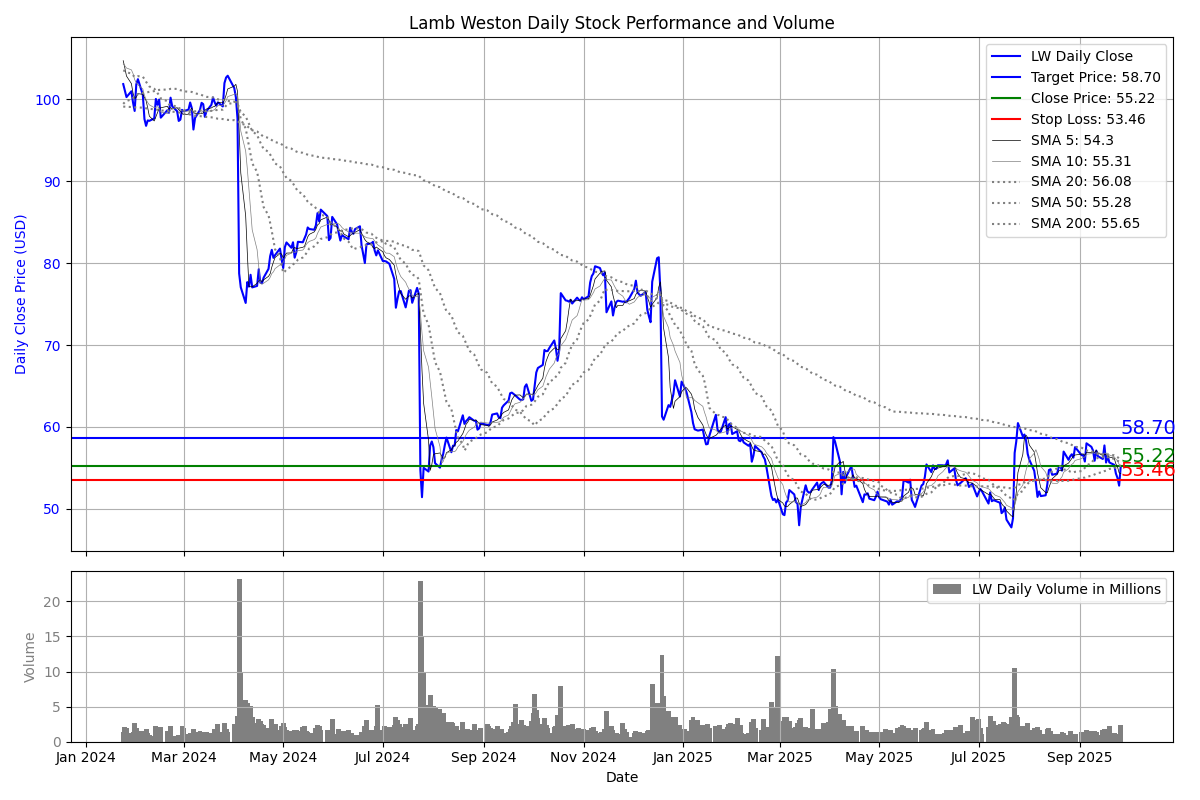 Lamb Weston Daily Stock Performance and Volume
Daily Close Price (USD)
100
90
80
70
60
50
LW Daily Close
Target Price: 58.70
Close Price: 55.22
Stop Loss: 53.46
SMA 5: 54.3
SMA 10: 55.31
SMA 20: 56.08
SMA 50: 55.28
SMA 200: 55.65
58.70
55.22
53.46
Volume
20
15
10
5
0
LW Daily Volume in Millions
Jan 2024 Mar 2024 May 2024 Jul 2024 Sep 2024 Nov 2024 Jan 2025 Mar 2025 May 2025 Jul 2025 Sep 2025
Date